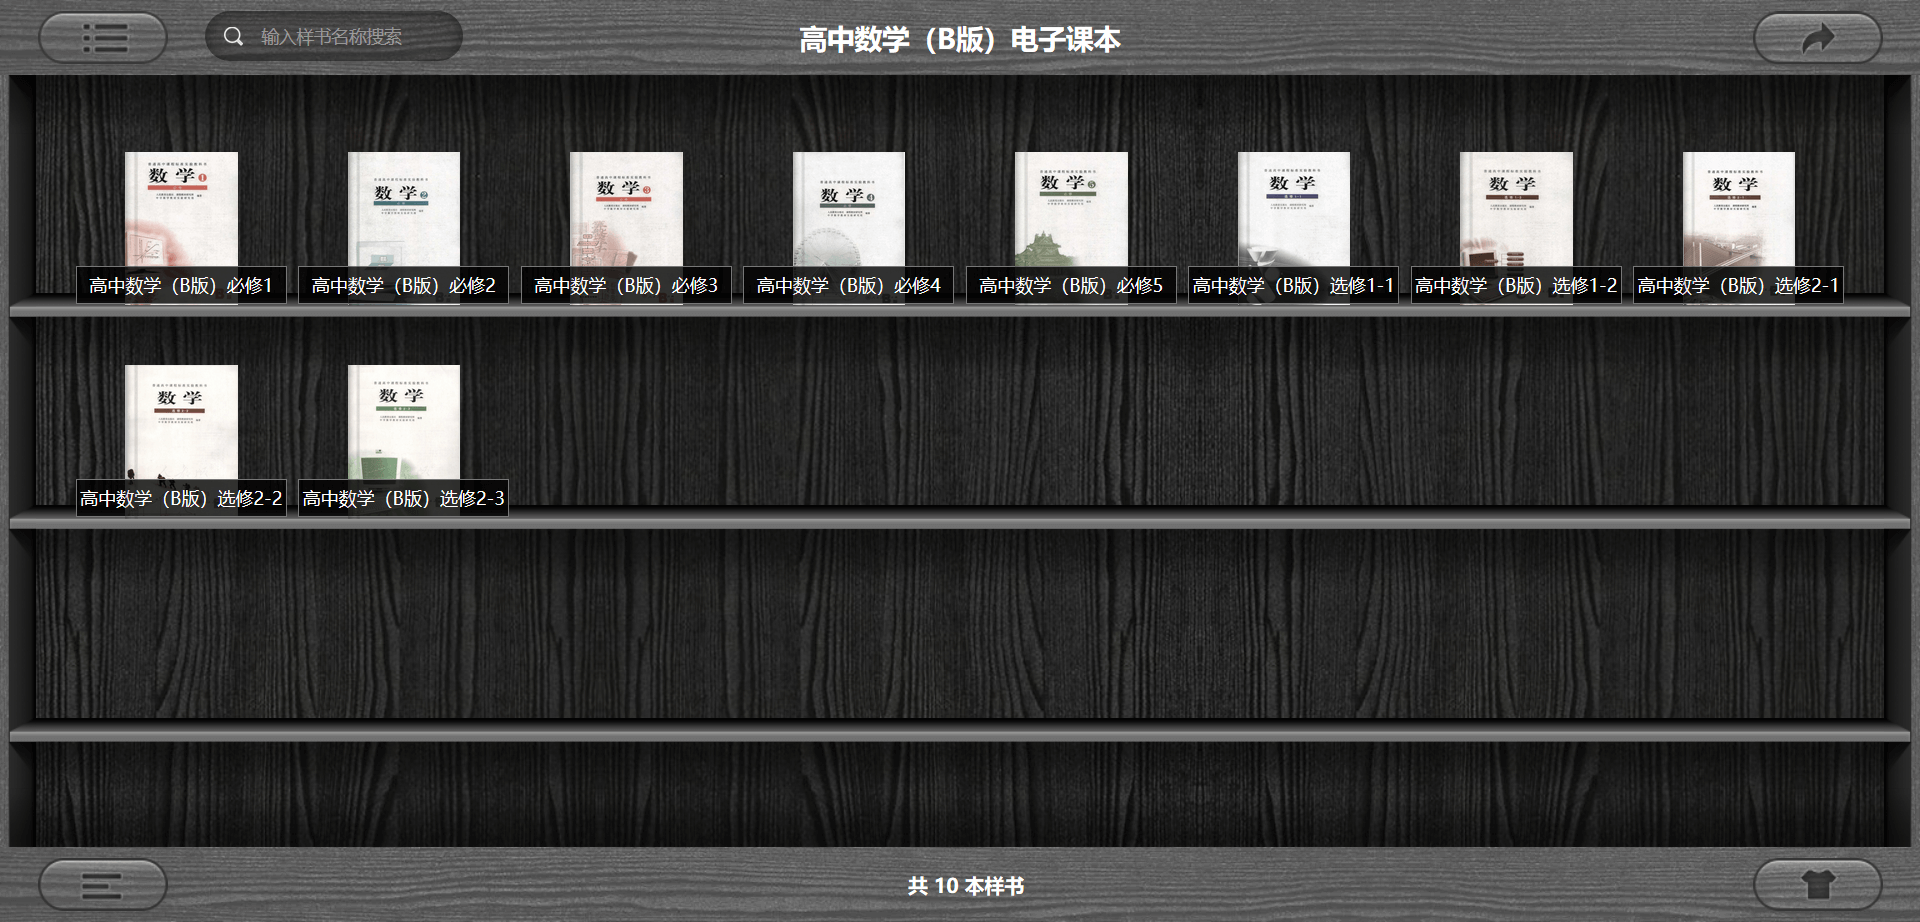 输入样书名称搜索
高中数学（B版）电子课本
数学1
数学2
数学3
数学4
数学5
数学
数学
数学
高中数学（B版）必修1
高中数学（B版）必修2
高中数学（B版）必修3
高中数学（B版）必修4
高中数学（B版）必修5
高中数学（B版）选修1-1
高中数学（B版）选修1-2
高中数学（B版）选修2-1
数学
数学
高中数学（B版）选修2-2
高中数学（B版）选修2-3
共 10 本样书